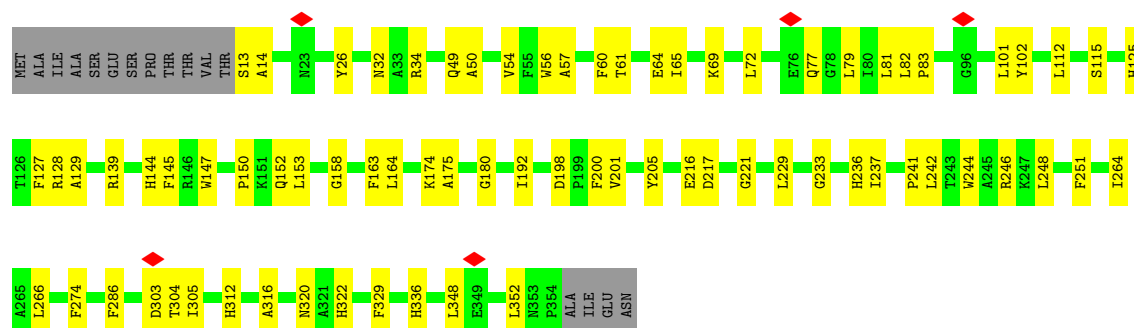 MET ALA ILE ALA SER GLU SER PRO THR THR VAL THR S13 A14 N23 Y26 N32 A33 R34 Q49 A50 V54 F55 W56 A57 F60 T61 E64 I65 K69 L72 E76 Q77 G78 L79 I80 L81 L82 P83 G96 L101 Y102 L112 S115 H125
T126 F127 R128 A129 R139 H144 F145 R146 W147 P150 K151 Q152 L153 G158 F163 L164 K174 A175 G180 I192 D198 P199 F200 V201 Y205 E216 D217 G221 L229 G233 H236 I237 P241 L242 T243 W244 A245 R246 K247 L248 F251 I264
A265 L266 F274 F286 D303 T304 I305 H312 A316 N320 A321 H322 F329 H336 L348 E349 L352 N353 P354 ALA ILE GLU ASN